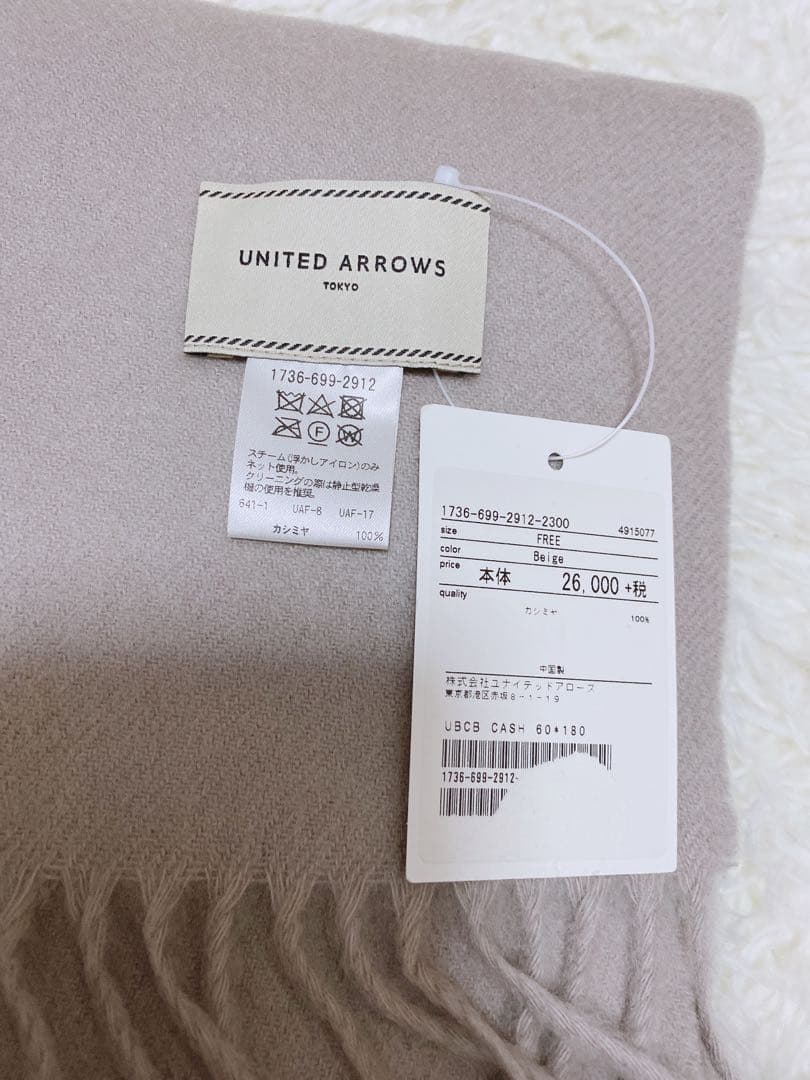 UNITED ARROWS
TOKYO
1736-699-2912
F W
スチーム(浮かしアイロン)のみ
ネット使用。
クリーニングの際は静止型乾燥
機の使用を推奨。
641-1 UAF-8 UAF-17
カシミヤ 100%
1736-699-2912-2300 4915077
size FREE
color Beige
price 本体 26,000+税
quality
カシミヤ 100%
中国製
株式会社ユナイテッドアローズ
東京都港区赤坂8-1-19
UBCB CASH 60*180
1736-699-2912-